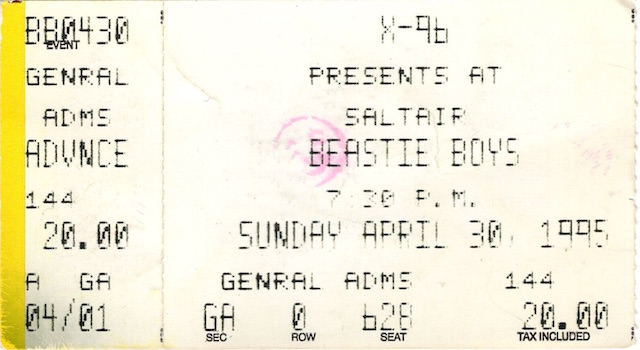 BB0430
EVENT
GENRAL
ADMS
ADVNCE
144
20.00
A GA
04/01
X-96
PRESENTS AT
SALTAIR
BEASTIE BOYS
7:30 P.M.
SUNDAY APRIL 30, 1995
GENRAL ADMS 144
GA 0 628 20.00
SEC ROW SEAT TAX INCLUDED